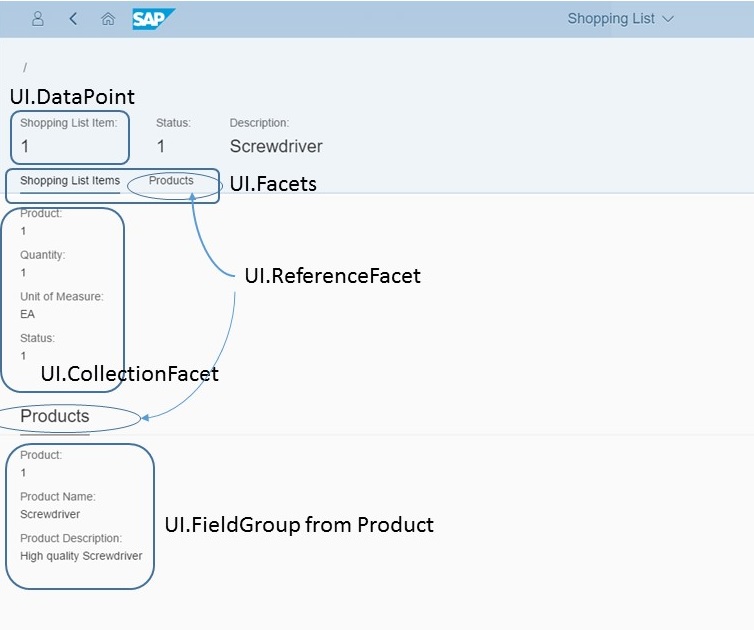 SAP
Shopping List
/
UI.DataPoint
Shopping List Item: Status: Description:
1 1 Screwdriver
Shopping List Items Products UI.Facets
Product:
1
Quantity:
1
UI.ReferenceFacet
Unit of Measure:
EA
Status:
1
UI.CollectionFacet
Products
Product:
1
Product Name:
Screwdriver
UI.FieldGroup from Product
Product Description:
High quality Screwdriver